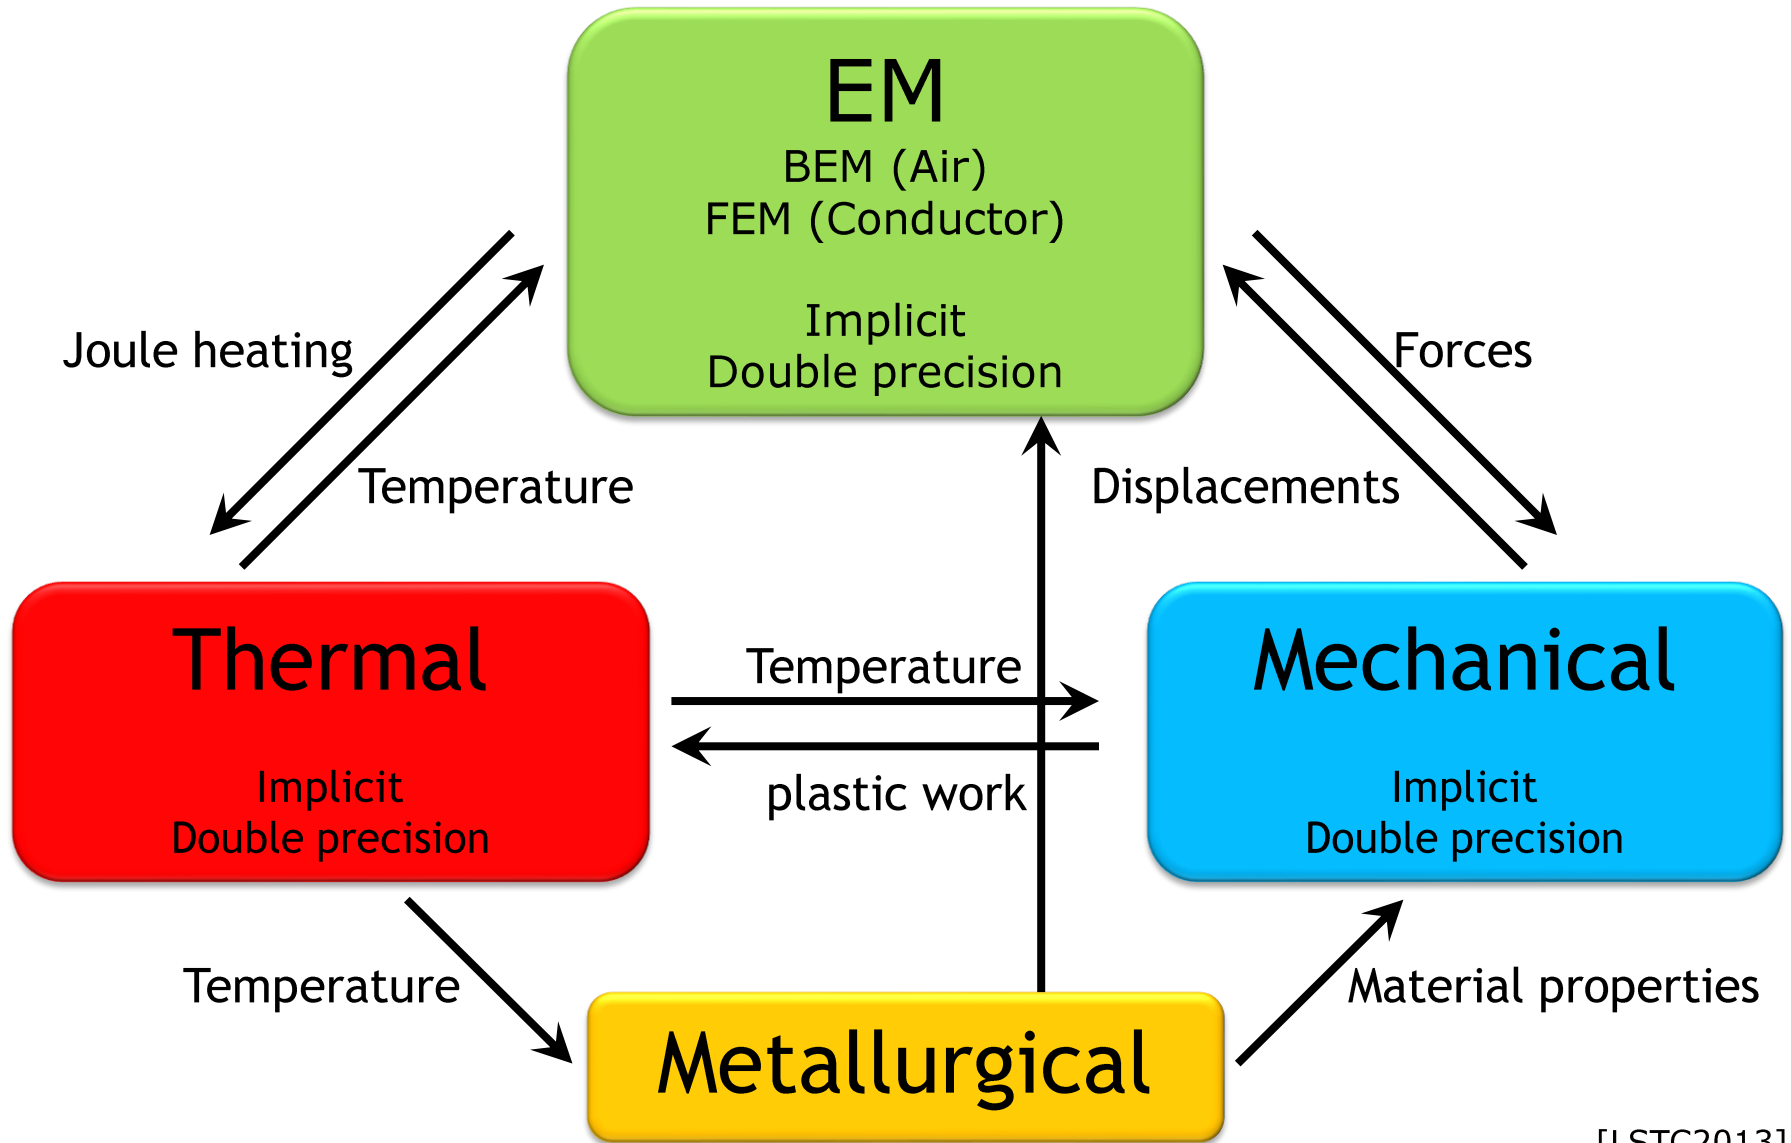 EM
BEM (Air)
FEM (Conductor)
Implicit
Double precision
Joule heating
Forces
Temperature
Displacements
Thermal
Implicit
Double precision
Temperature
plastic work
Mechanical
Implicit
Double precision
Temperature
Material properties
Metallurgical
[LSTC2013]